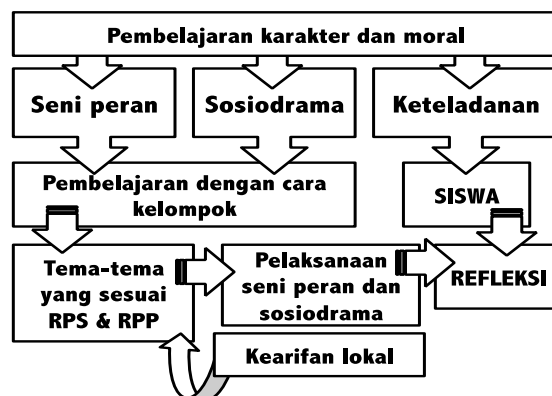 Pembelajaran karakter dan moral
Seni peran
Sosiodrama
Keteladanan
Pembelajaran dengan cara
kelompok
SISWA
Tema-tema
yang sesuai
RPS & RPP
Pelaksanaan
seni peran dan
sosiodrama
REFLEKSI
Kearifan lokal